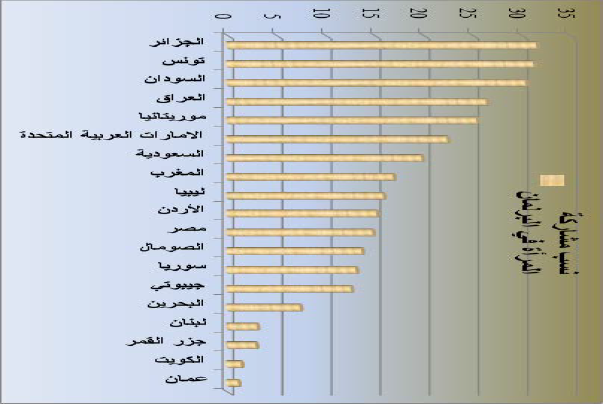 0 5 10 15 20 25 30 35
الجزائر
تونس
السودان
العراق
موريتانيا
الامارات العربية المتحدة
السعودية
المغرب
ليبيا
الأردن
مصر
الصومال
سوريا
جيبوتي
البحرين
لبنان
جزر القمر
الكويت
عمان
نسب مشاركة
المرأة في البرلمان